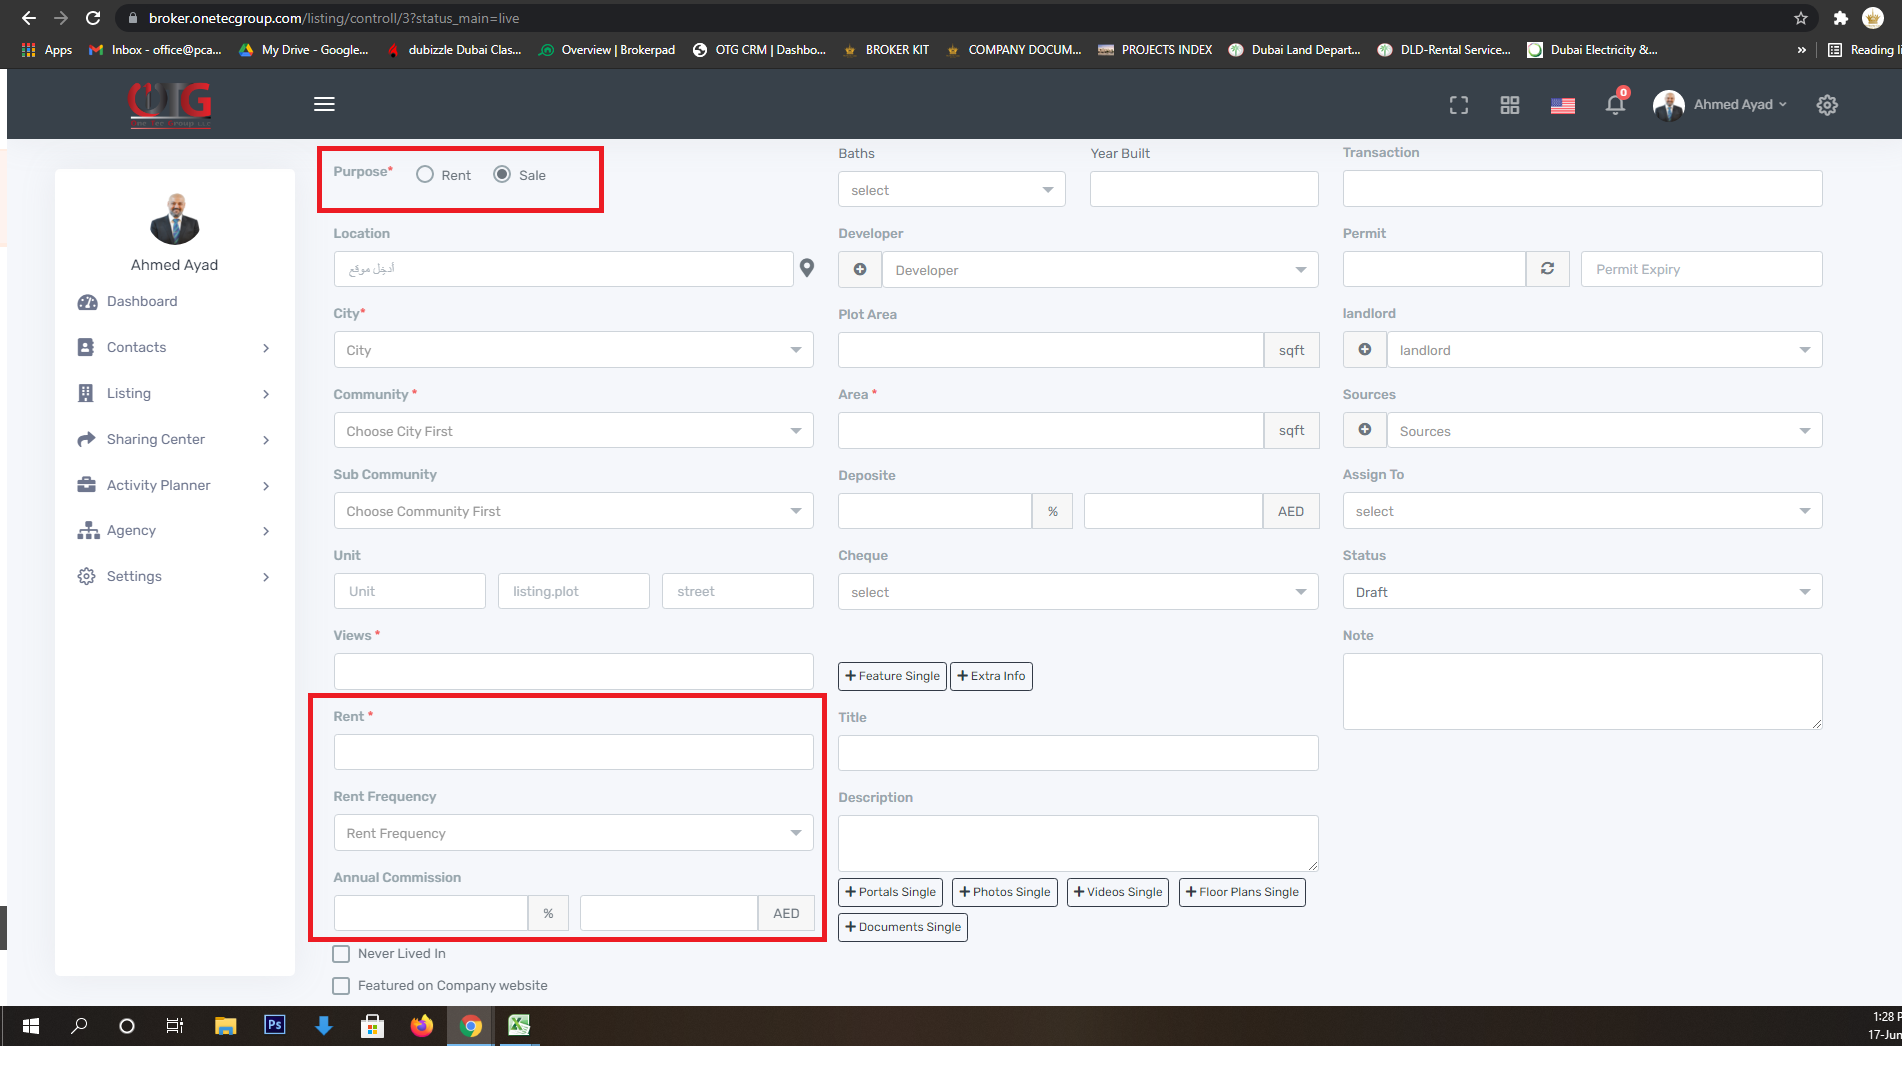 broker.onetecgroup.com/listing/controll/3?status_main=live
Apps
Inbox - office@pca...
My Drive - Google...
dubizzle Dubai Clas...
Overview | Brokerpad
OTG CRM | Dashbo...
BROKER KIT
COMPANY DOCUM...
PROJECTS INDEX
Dubai Land Depart...
DLD-Rental Service...
Dubai Electricity &...
»
Reading li
OTG
0
Ahmed Ayad
Ahmed Ayad
Dashboard
Contacts
Listing
Sharing Center
Activity Planner
Agency
Settings
Purpose*
Rent
Sale
Location
أدخِل موقع
City*
City
Community *
Choose City First
Sub Community
Choose Community First
Unit
Unit
listing.plot
street
Views *
Rent *
Rent Frequency
Rent Frequency
Annual Commission
%
AED
Never Lived In
Featured on Company website
Baths
Year Built
select
Developer
Developer
Plot Area
sqft
Area *
sqft
Deposite
%
AED
Cheque
select
+ Feature Single
+ Extra Info
Title
Description
+ Portals Single
+ Photos Single
+ Videos Single
+ Floor Plans Single
+ Documents Single
Transaction
Permit
Permit Expiry
landlord
landlord
Sources
Sources
Assign To
select
Status
Draft
Note
Ps
1:28 P
17-Jun